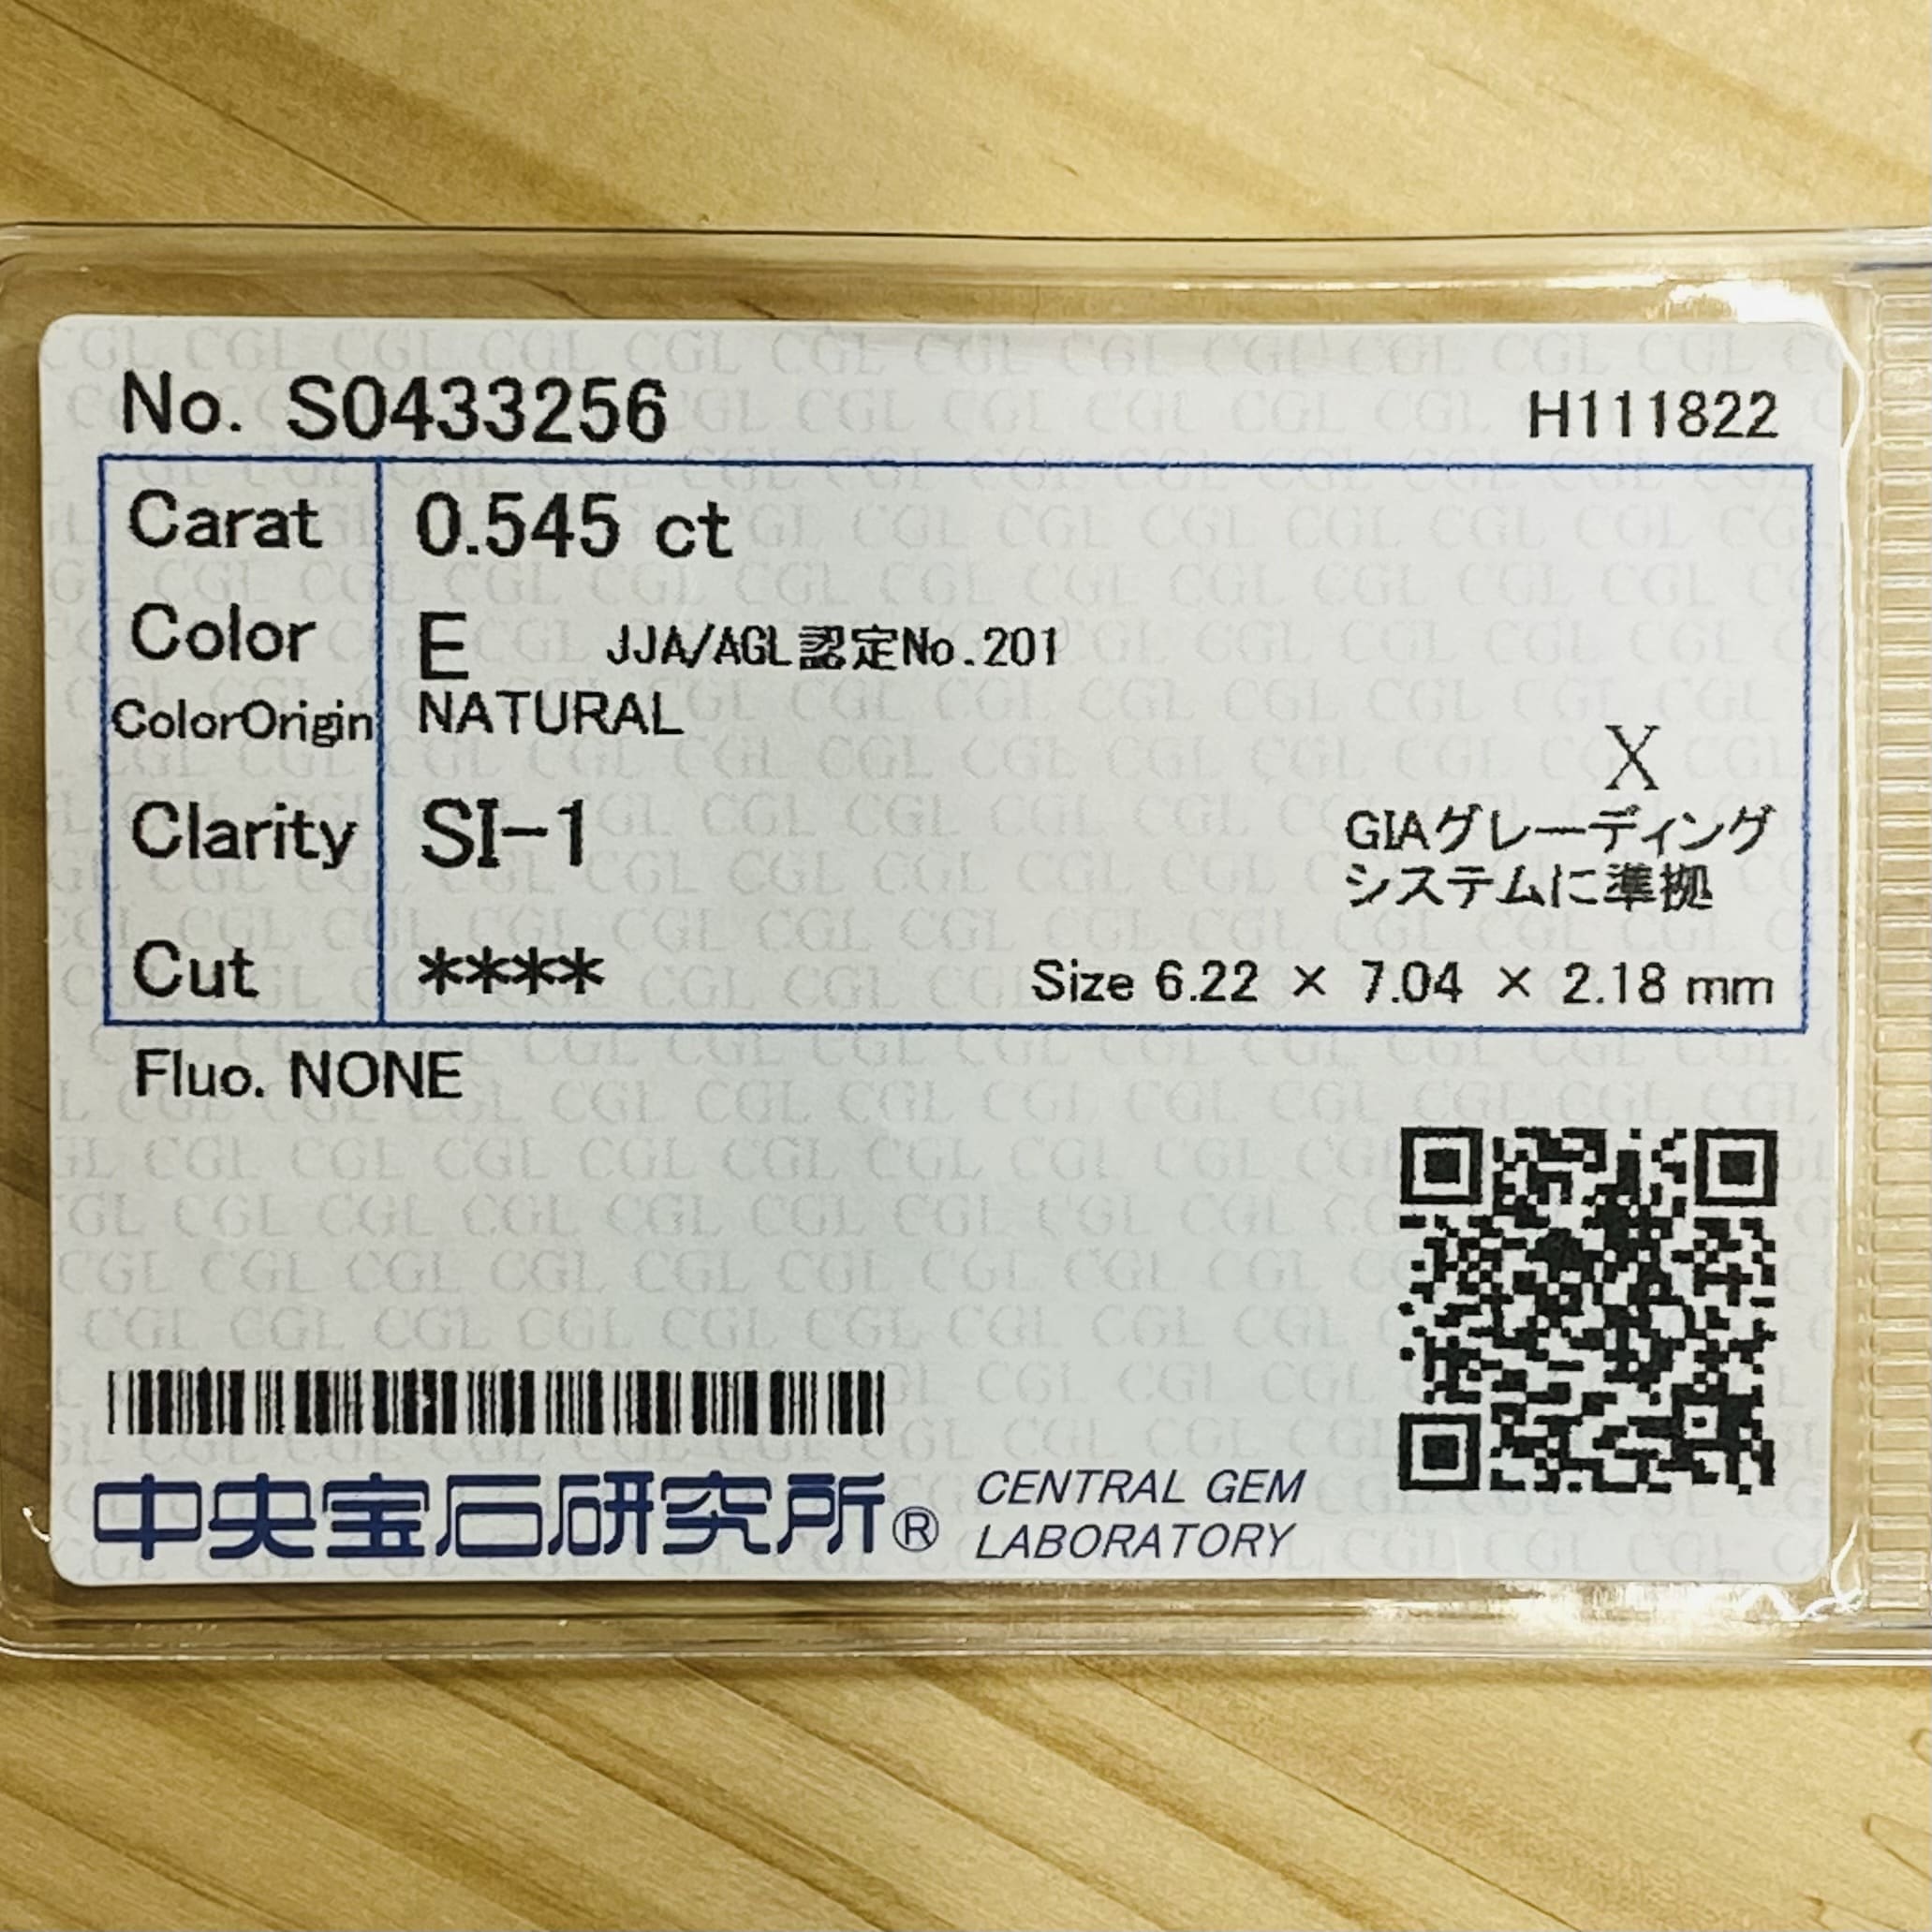 No. S0433256 H111822
Carat 0.545 ct
Color E JJA/AGL認定No.201
ColorOrigin NATURAL
X
Clarity SI-1 GIAグレーディング
システムに準拠
Cut **** Size 6.22 × 7.04 × 2.18 mm
Fluo. NONE
中央宝石研究所® CENTRAL GEM
LABORATORY